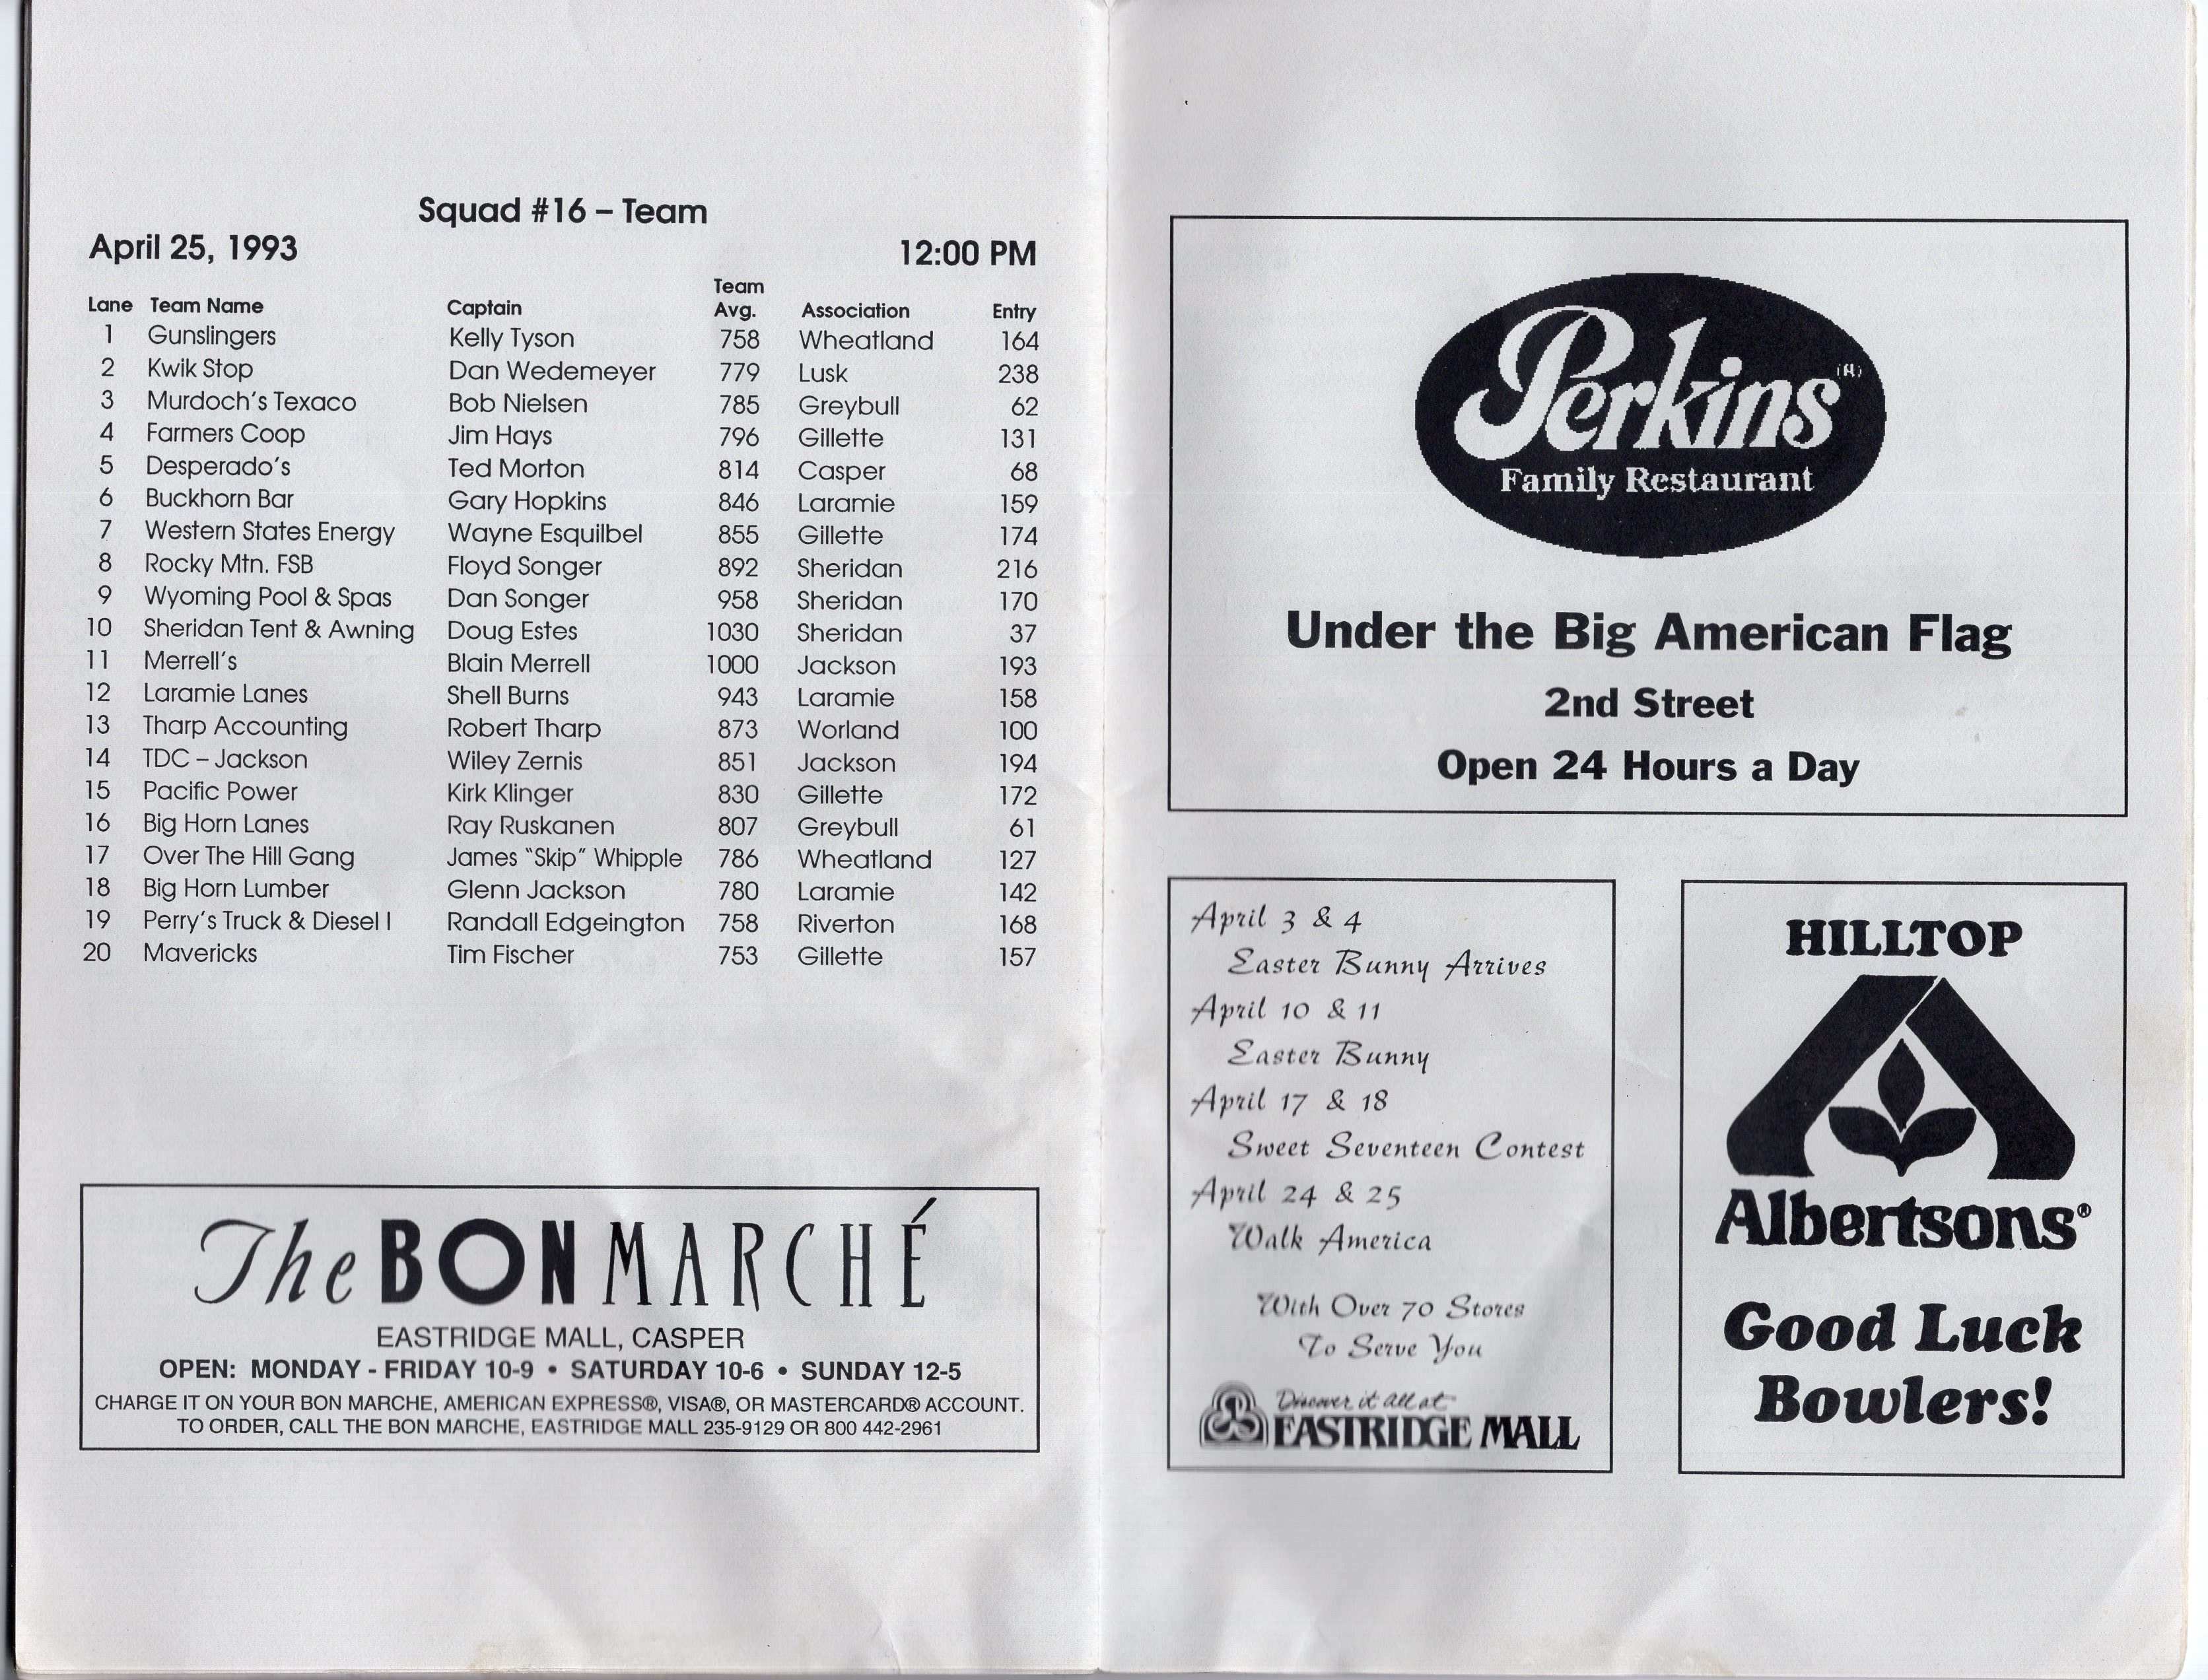 Squad #16 – Team
April 25, 1993 12:00 PM
Team
Lane Team Name Captain Avg. Association Entry
1 Gunslingers Kelly Tyson 758 Wheatland 164
2 Kwik Stop Dan Wedemeyer 779 Lusk 238
3 Murdoch's Texaco Bob Nielsen 785 Greybull 62
4 Farmers Coop Jim Hays 796 Gillette 131
5 Desperado's Ted Morton 814 Casper 68
6 Buckhorn Bar Gary Hopkins 846 Laramie 159
7 Western States Energy Wayne Esquilbel 855 Gillette 174
8 Rocky Mtn. FSB Floyd Songer 892 Sheridan 216
9 Wyoming Pool & Spas Dan Songer 958 Sheridan 170
10 Sheridan Tent & Awning Doug Estes 1030 Sheridan 37
11 Merrell's Blain Merrell 1000 Jackson 193
12 Laramie Lanes Shell Burns 943 Laramie 158
13 Tharp Accounting Robert Tharp 873 Worland 100
14 TDC – Jackson Wiley Zernis 851 Jackson 194
15 Pacific Power Kirk Klinger 830 Gillette 172
16 Big Horn Lanes Ray Ruskanen 807 Greybull 61
17 Over The Hill Gang James "Skip" Whipple 786 Wheatland 127
18 Big Horn Lumber Glenn Jackson 780 Laramie 142
19 Perry's Truck & Diesel I Randall Edgeington 758 Riverton 168
20 Mavericks Tim Fischer 753 Gillette 157
The BON MARCHÉ
EASTRIDGE MALL, CASPER
OPEN: MONDAY - FRIDAY 10-9 • SATURDAY 10-6 • SUNDAY 12-5
CHARGE IT ON YOUR BON MARCHE, AMERICAN EXPRESS®, VISA®, OR MASTERCARD® ACCOUNT.
TO ORDER, CALL THE BON MARCHE, EASTRIDGE MALL 235-9129 OR 800 442-2961
Perkins®
Family Restaurant
Under the Big American Flag
2nd Street
Open 24 Hours a Day
April 3 & 4
Easter Bunny Arrives
April 10 & 11
Easter Bunny
April 17 & 18
Sweet Seventeen Contest
April 24 & 25
Walk America
With Over 70 Stores
To Serve You
Discover it all at
EASTRIDGE MALL
HILLTOP
Albertsons®
Good Luck
Bowlers!